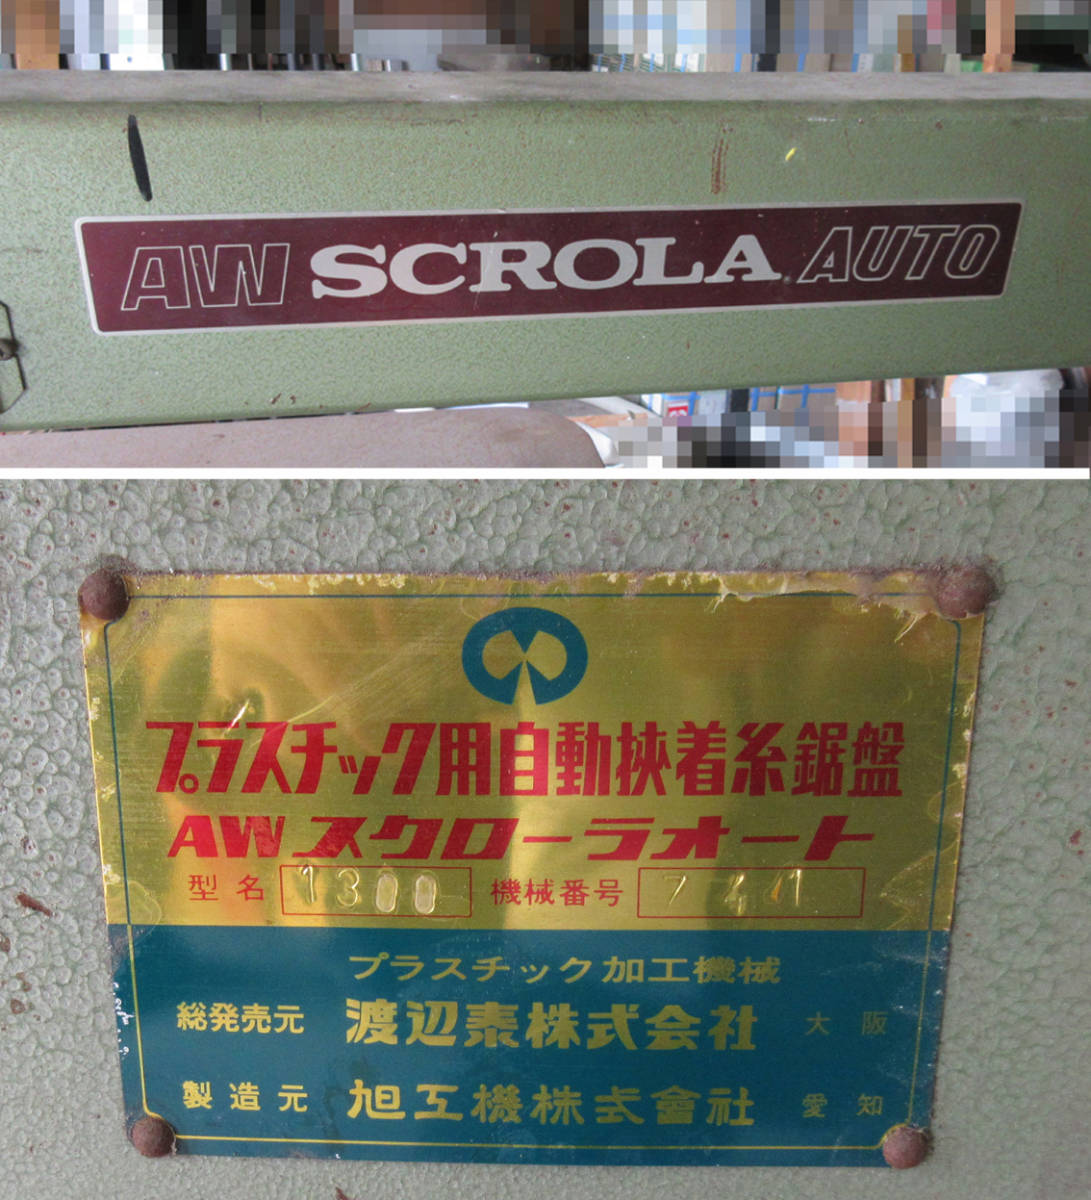 AW SCROLA AUTO
プラスチック用自動挾着糸鋸盤
AWスクローラオート
型名 1300 機械番号 741
プラスチック加工機械
総発売元 渡辺泰株式会社 大阪
製造元 旭工機株式會社 愛知